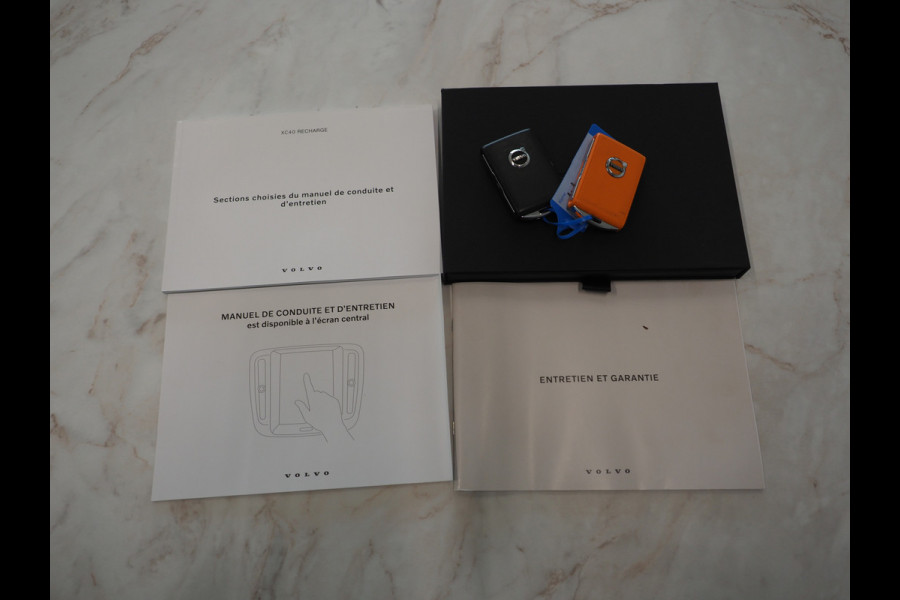 XC40 RECHARGE
Sections choisies du manuel de conduite et
d'entretien
VOLVO
MANUEL DE CONDUITE ET D'ENTRETIEN
est disponible à l'écran central
VOLVO
ENTRETIEN ET GARANTIE
VOLVO